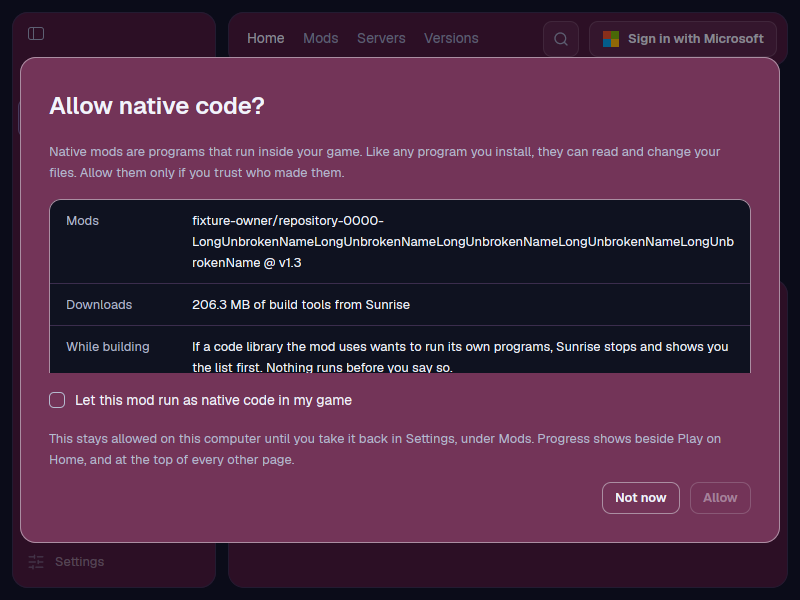 Home Mods Servers Versions Sign in with Microsoft
Allow native code?
Native mods are programs that run inside your game. Like any program you install, they can read and change your
files. Allow them only if you trust who made them.
Mods fixture-owner/repository-0000-
LongUnbrokenNameLongUnbrokenNameLongUnbrokenNameLongUnbrokenNameLongUnb
rokenName @ v1.3
Downloads 206.3 MB of build tools from Sunrise
While building If a code library the mod uses wants to run its own programs, Sunrise stops and shows you
the list first. Nothing runs before you say so.
Let this mod run as native code in my game
This stays allowed on this computer until you take it back in Settings, under Mods. Progress shows beside Play on
Home, and at the top of every other page.
Not now Allow
Settings